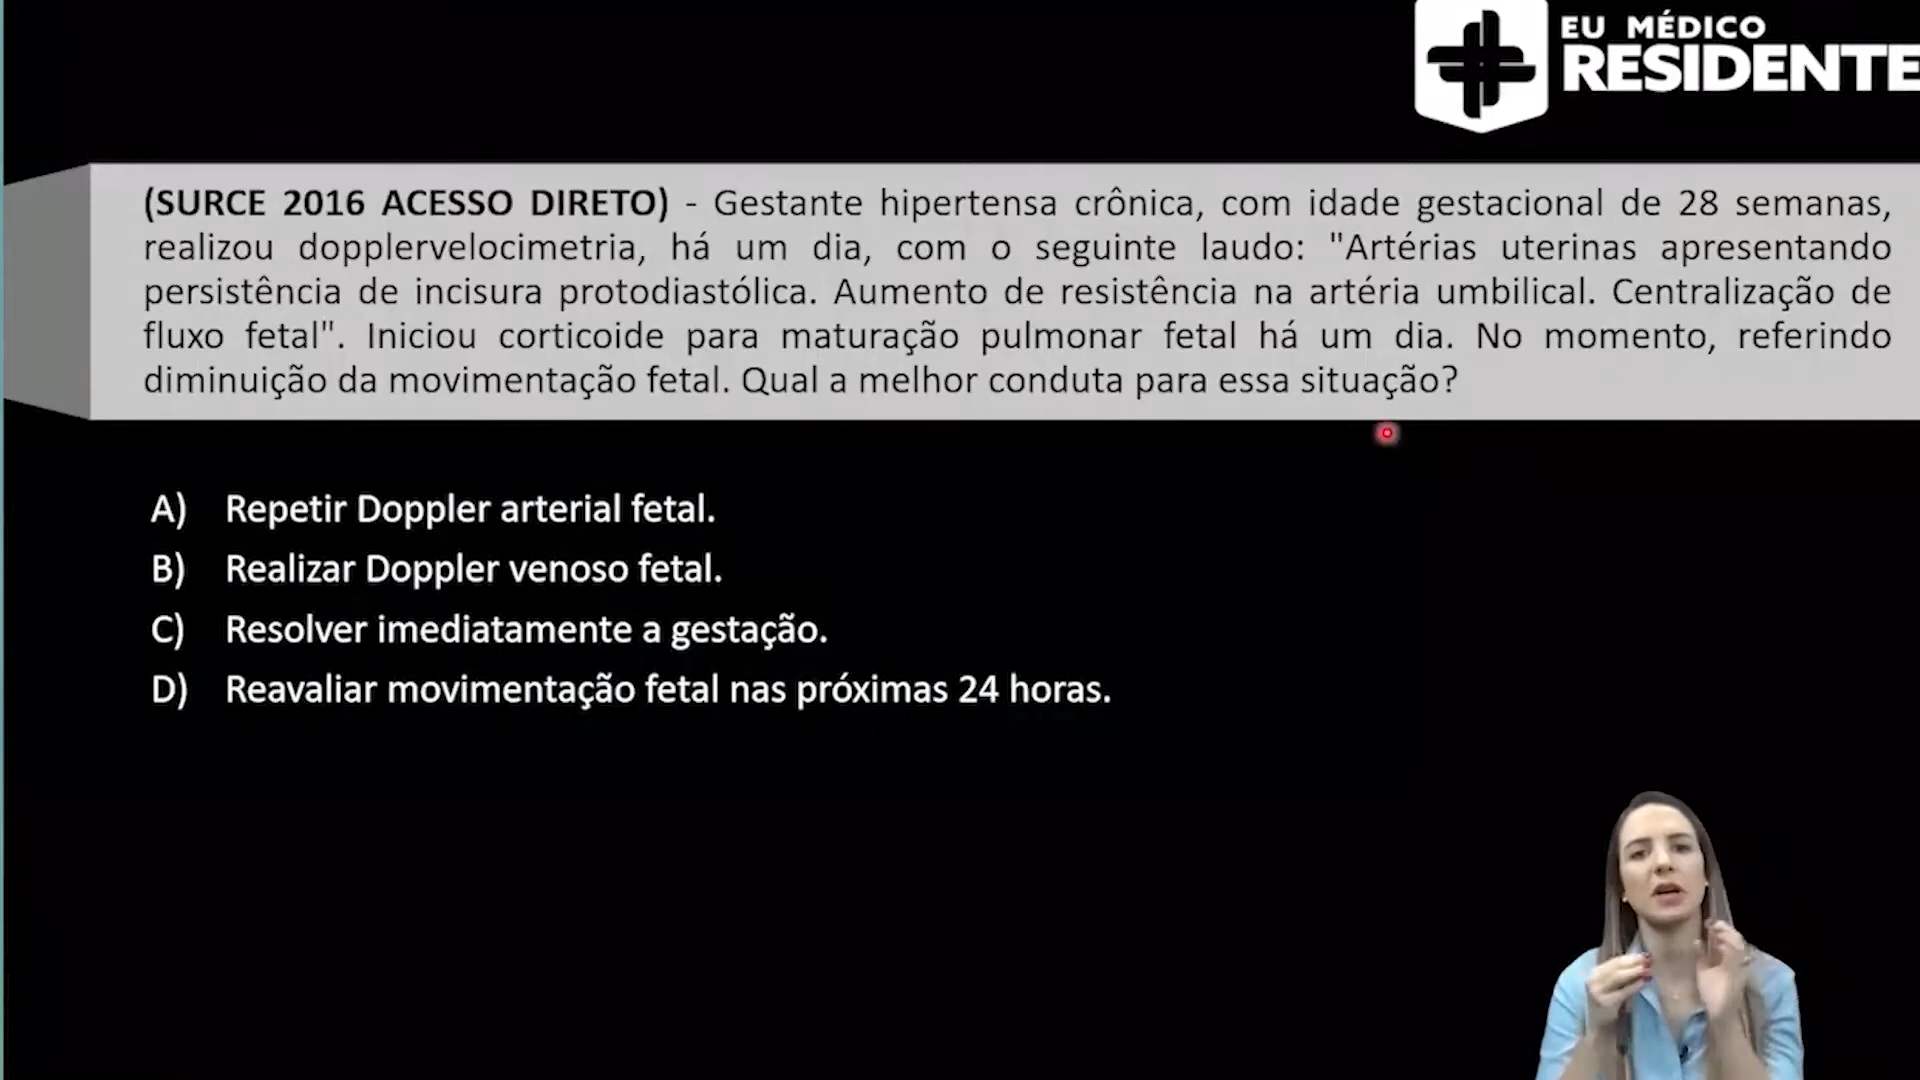 EU MÉDICO
RESIDENTE
(SURCE 2016 ACESSO DIRETO) - Gestante hipertensa crônica, com idade gestacional de 28 semanas,
realizou dopplervelocimetria, há um dia, com o seguinte laudo: "Artérias uterinas apresentando
persistência de incisura protodiastólica. Aumento de resistência na artéria umbilical. Centralização de
fluxo fetal". Iniciou corticoide para maturação pulmonar fetal há um dia. No momento, referindo
diminuição da movimentação fetal. Qual a melhor conduta para essa situação?
A) Repetir Doppler arterial fetal.
B) Realizar Doppler venoso fetal.
C) Resolver imediatamente a gestação.
D) Reavaliar movimentação fetal nas próximas 24 horas.